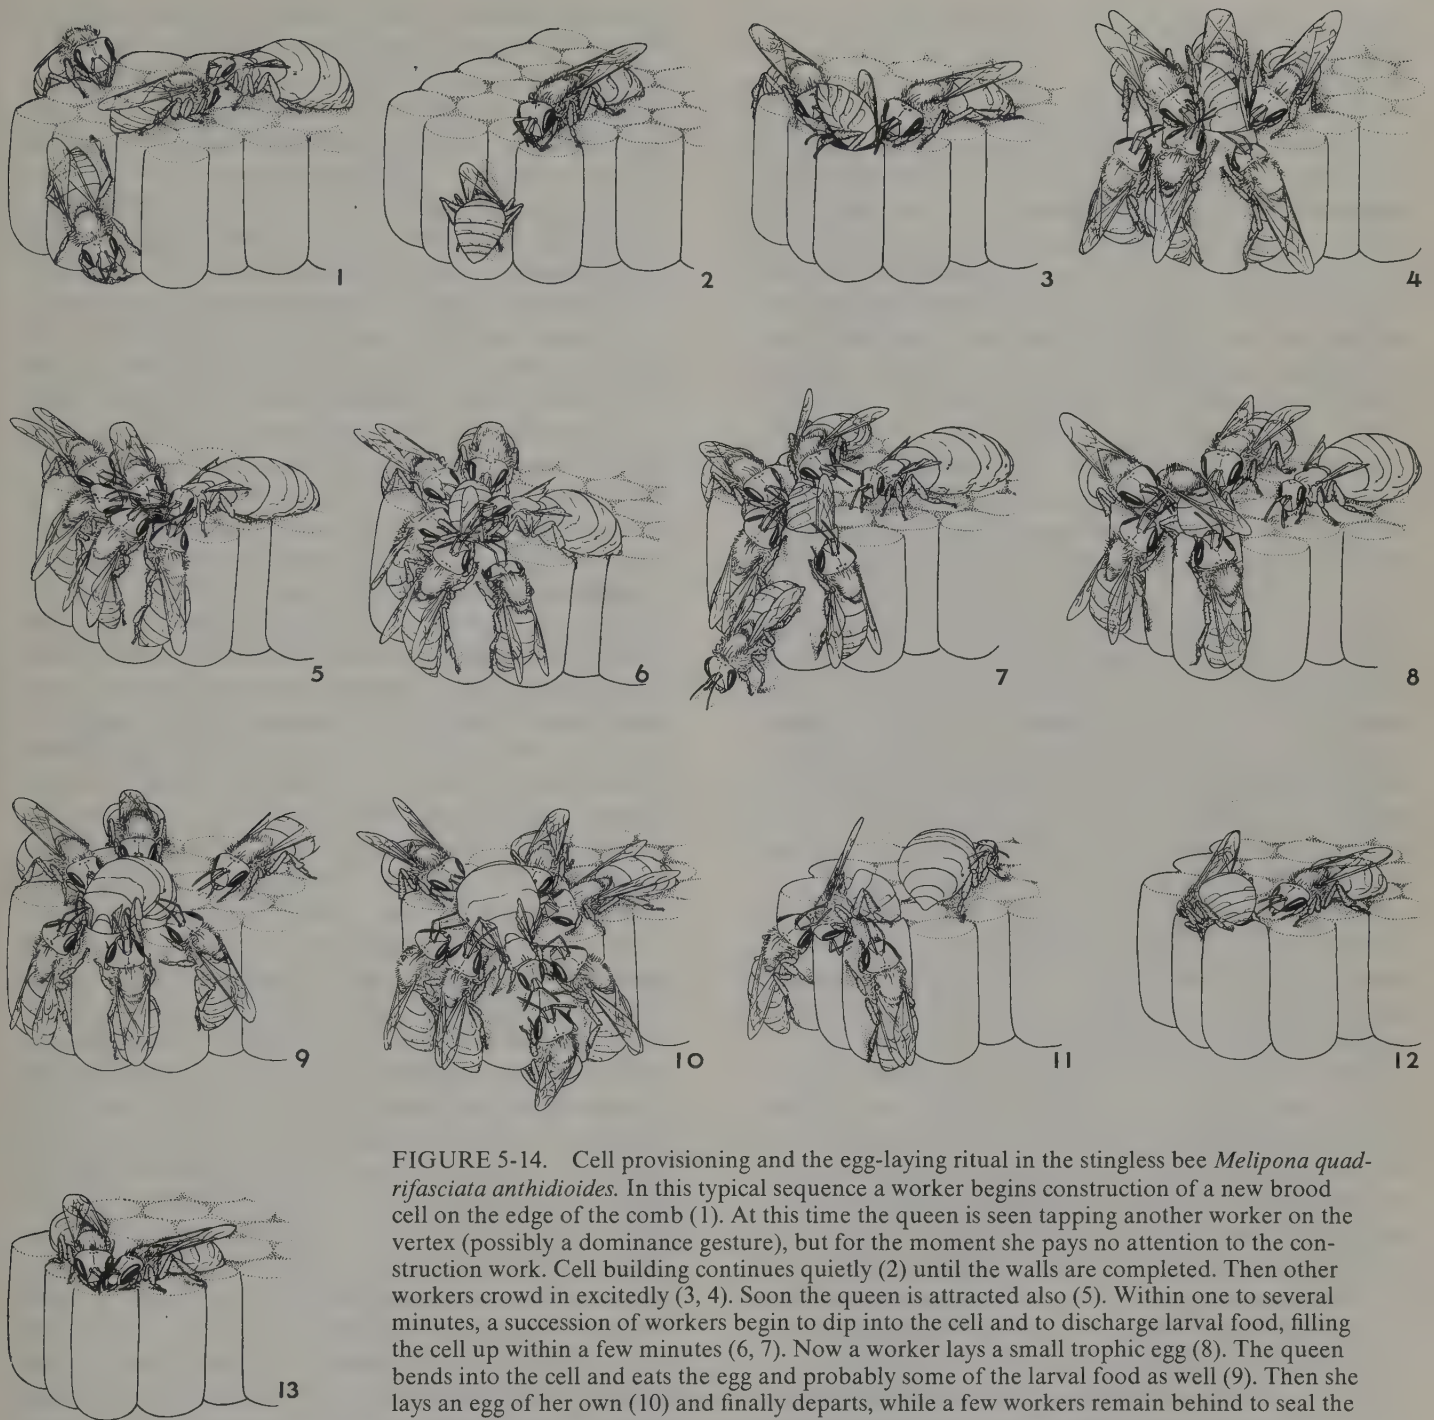 1
2
3
4
5
6
7
8
9
10
11
12
13
FIGURE 5-14. Cell provisioning and the egg-laying ritual in the stingless bee Melipona quad-
rifasciata anthidioides. In this typical sequence a worker begins construction of a new brood
cell on the edge of the comb (1). At this time the queen is seen tapping another worker on the
vertex (possibly a dominance gesture), but for the moment she pays no attention to the con-
struction work. Cell building continues quietly (2) until the walls are completed. Then other
workers crowd in excitedly (3, 4). Soon the queen is attracted also (5). Within one to several
minutes, a succession of workers begin to dip into the cell and to discharge larval food, filling
the cell up within a few minutes (6, 7). Now a worker lays a small trophic egg (8). The queen
bends into the cell and eats the egg and probably some of the larval food as well (9). Then she
lays an egg of her own (10) and finally departs, while a few workers remain behind to seal the